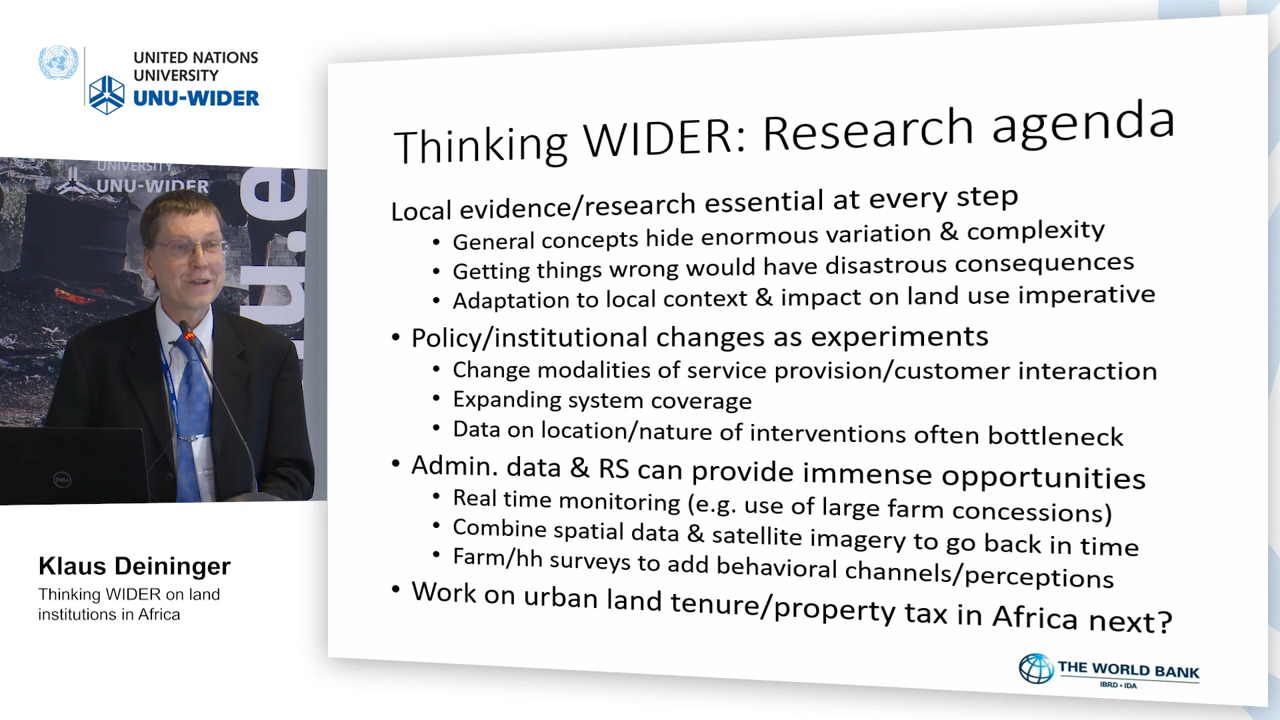 UNITED NATIONS
UNIVERSITY
UNU-WIDER
UNIVERSITY
UNU-WIDER
u.e
DELL
Klaus Deininger
Thinking WIDER on land
institutions in Africa
Thinking WIDER: Research agenda
Local evidence/research essential at every step
• General concepts hide enormous variation & complexity
• Getting things wrong would have disastrous consequences
• Adaptation to local context & impact on land use imperative
• Policy/institutional changes as experiments
• Change modalities of service provision/customer interaction
• Expanding system coverage
• Data on location/nature of interventions often bottleneck
• Admin. data & RS can provide immense opportunities
• Real time monitoring (e.g. use of large farm concessions)
• Combine spatial data & satellite imagery to go back in time
• Farm/hh surveys to add behavioral channels/perceptions
• Work on urban land tenure/property tax in Africa next?
THE WORLD BANK
IBRD • IDA